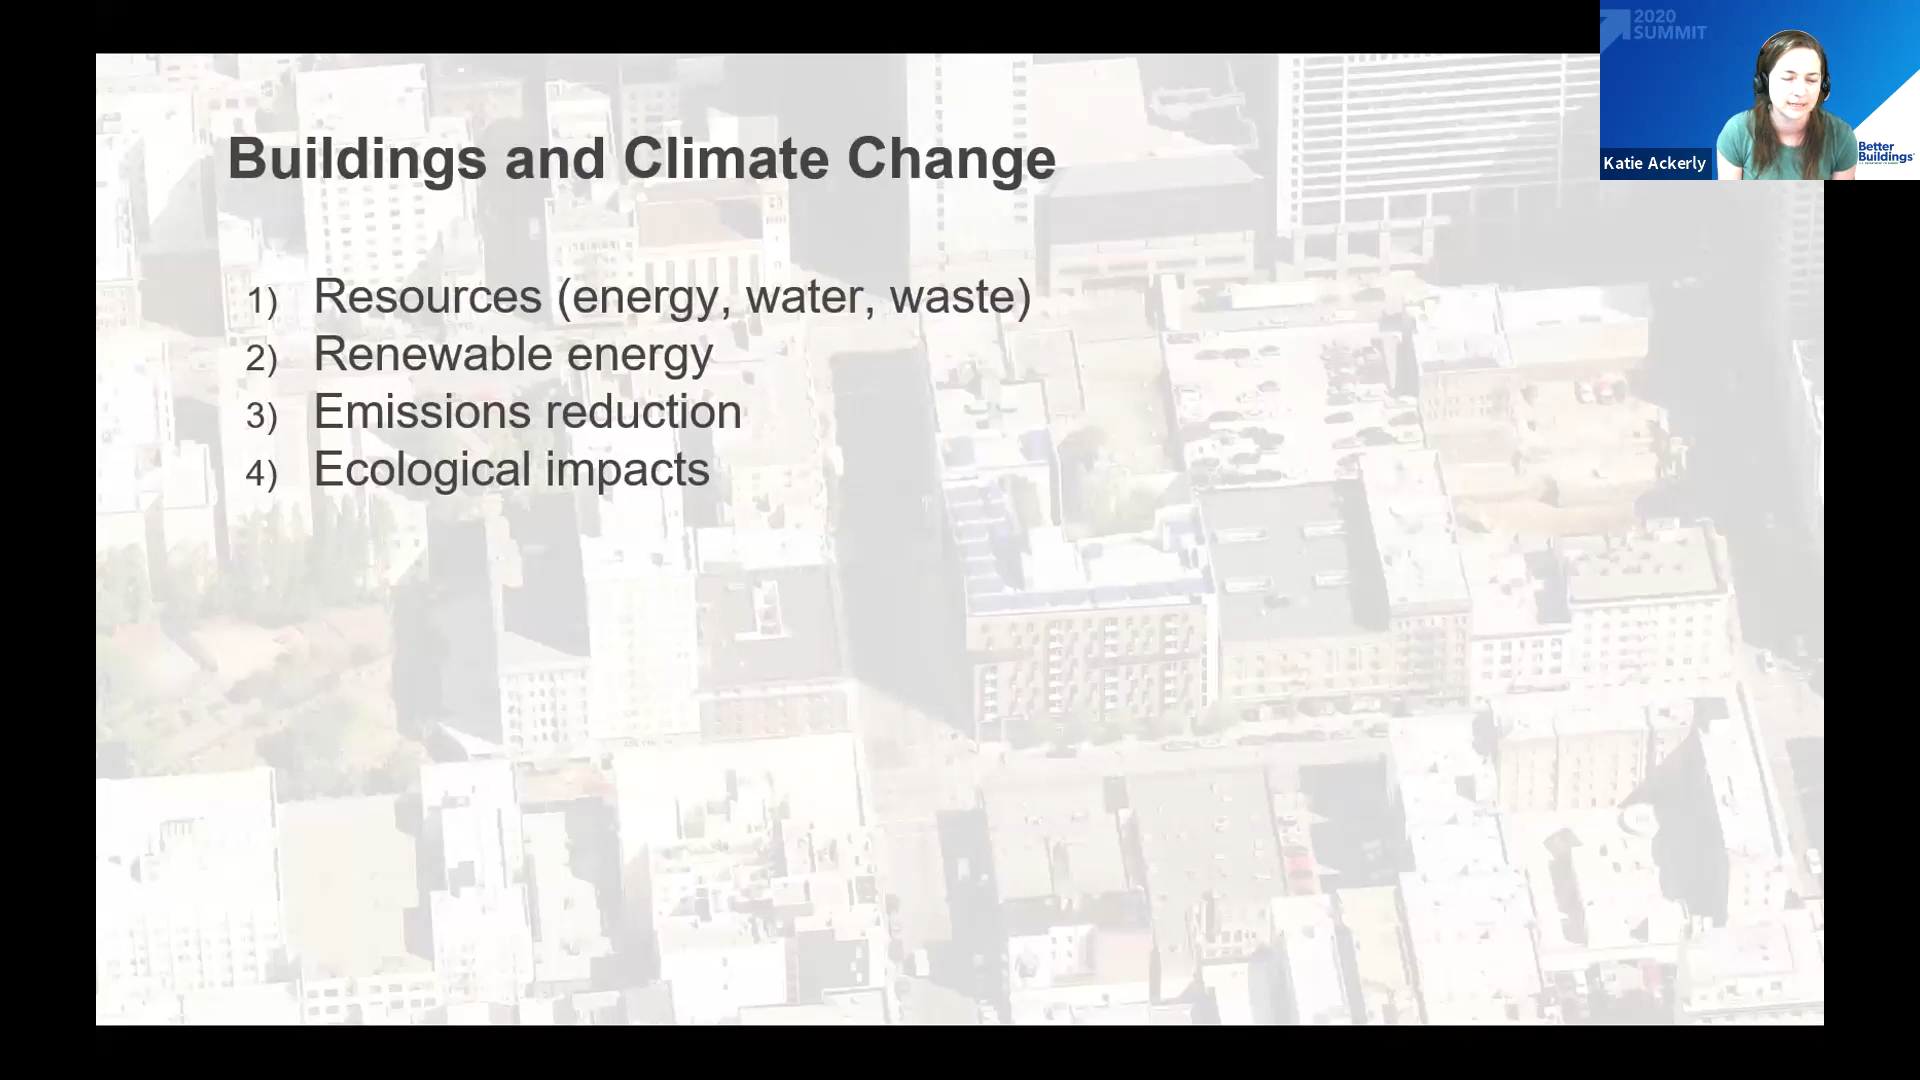 2020
SUMMIT
Katie Ackerly
Better
Buildings
Buildings and Climate Change
1) Resources (energy, water, waste)
2) Renewable energy
3) Emissions reduction
4) Ecological impacts